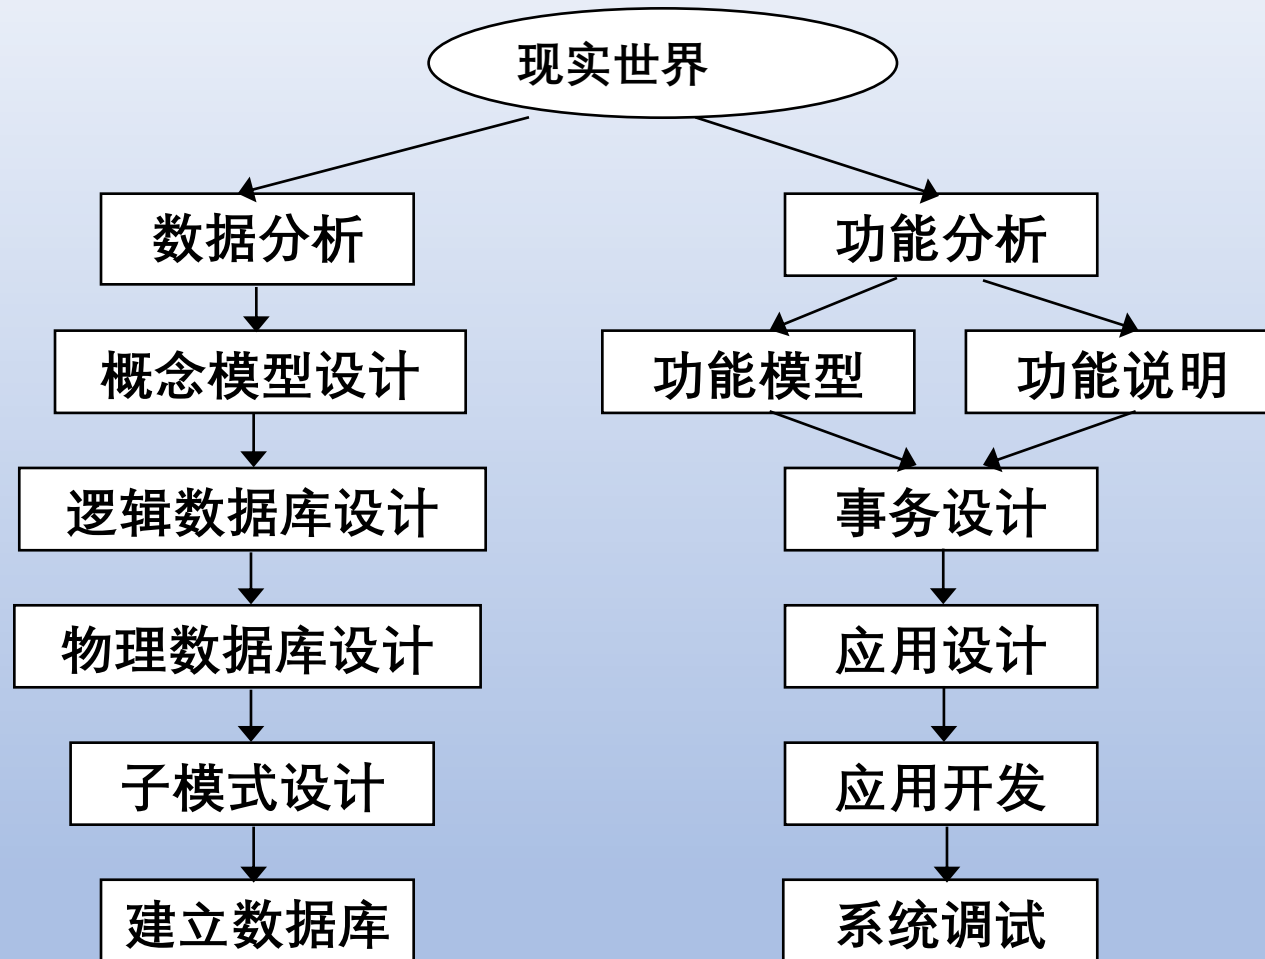 现实世界
数据分析
功能分析
概念模型设计
功能模型
功能说明
逻辑数据库设计
事务设计
物理数据库设计
应用设计
子模式设计
应用开发
建立数据库
系统调试